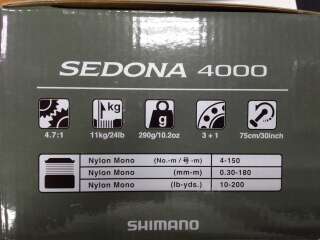 SEDONA 4000
kg g
4.7:1 11kg/24lb 290g/10.2oz 3 + 1 75cm/30inch
Nylon Mono (No.-m / 号-m) 4-150
Nylon Mono (mm-m) 0.30-180
Nylon Mono (lb-yds.) 10-200
SHIMANO